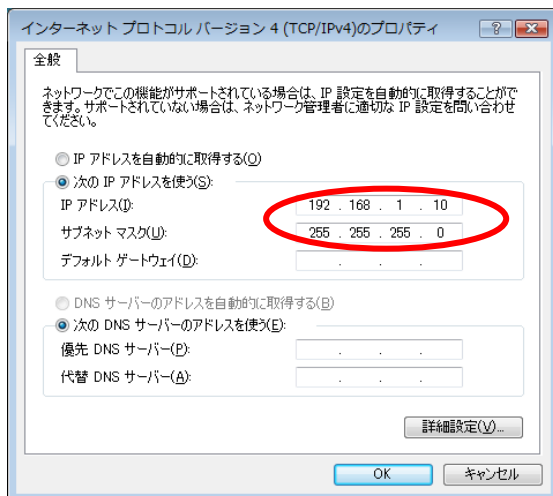 インターネット プロトコル バージョン 4 (TCP/IPv4)のプロパティ
全般
ネットワークでこの機能がサポートされている場合は、IP 設定を自動的に取得することがで
きます。サポートされていない場合は、ネットワーク管理者に適切な IP 設定を問い合わせ
てください。
IP アドレスを自動的に取得する(O)
次の IP アドレスを使う(S):
IP アドレス(I): 192 . 168 . 1 . 10
サブネット マスク(U): 255 . 255 . 255 . 0
デフォルト ゲートウェイ(D): . . .
DNS サーバーのアドレスを自動的に取得する(B)
次の DNS サーバーのアドレスを使う(E):
優先 DNS サーバー(P): . . .
代替 DNS サーバー(A): . . .
詳細設定(V)...
OK キャンセル